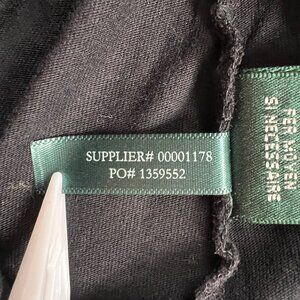 SUPPLIER# 00001178
PO# 1359552
FER MOYEN
SI NECESSAIRE